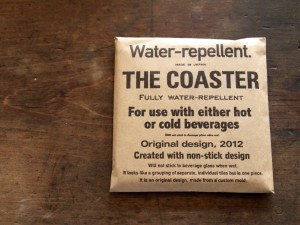 Water-repellent.
MADE IN JAPAN
THE COASTER
FULLY WATER-REPELLENT
For use with either hot
or cold beverages
Original design, 2012
Created with non-stick design
Will not stick to beverage glass when wet.
It looks like a grouping of separate, individual tiles but is one piece.
It is an original design, made from a custom mold.